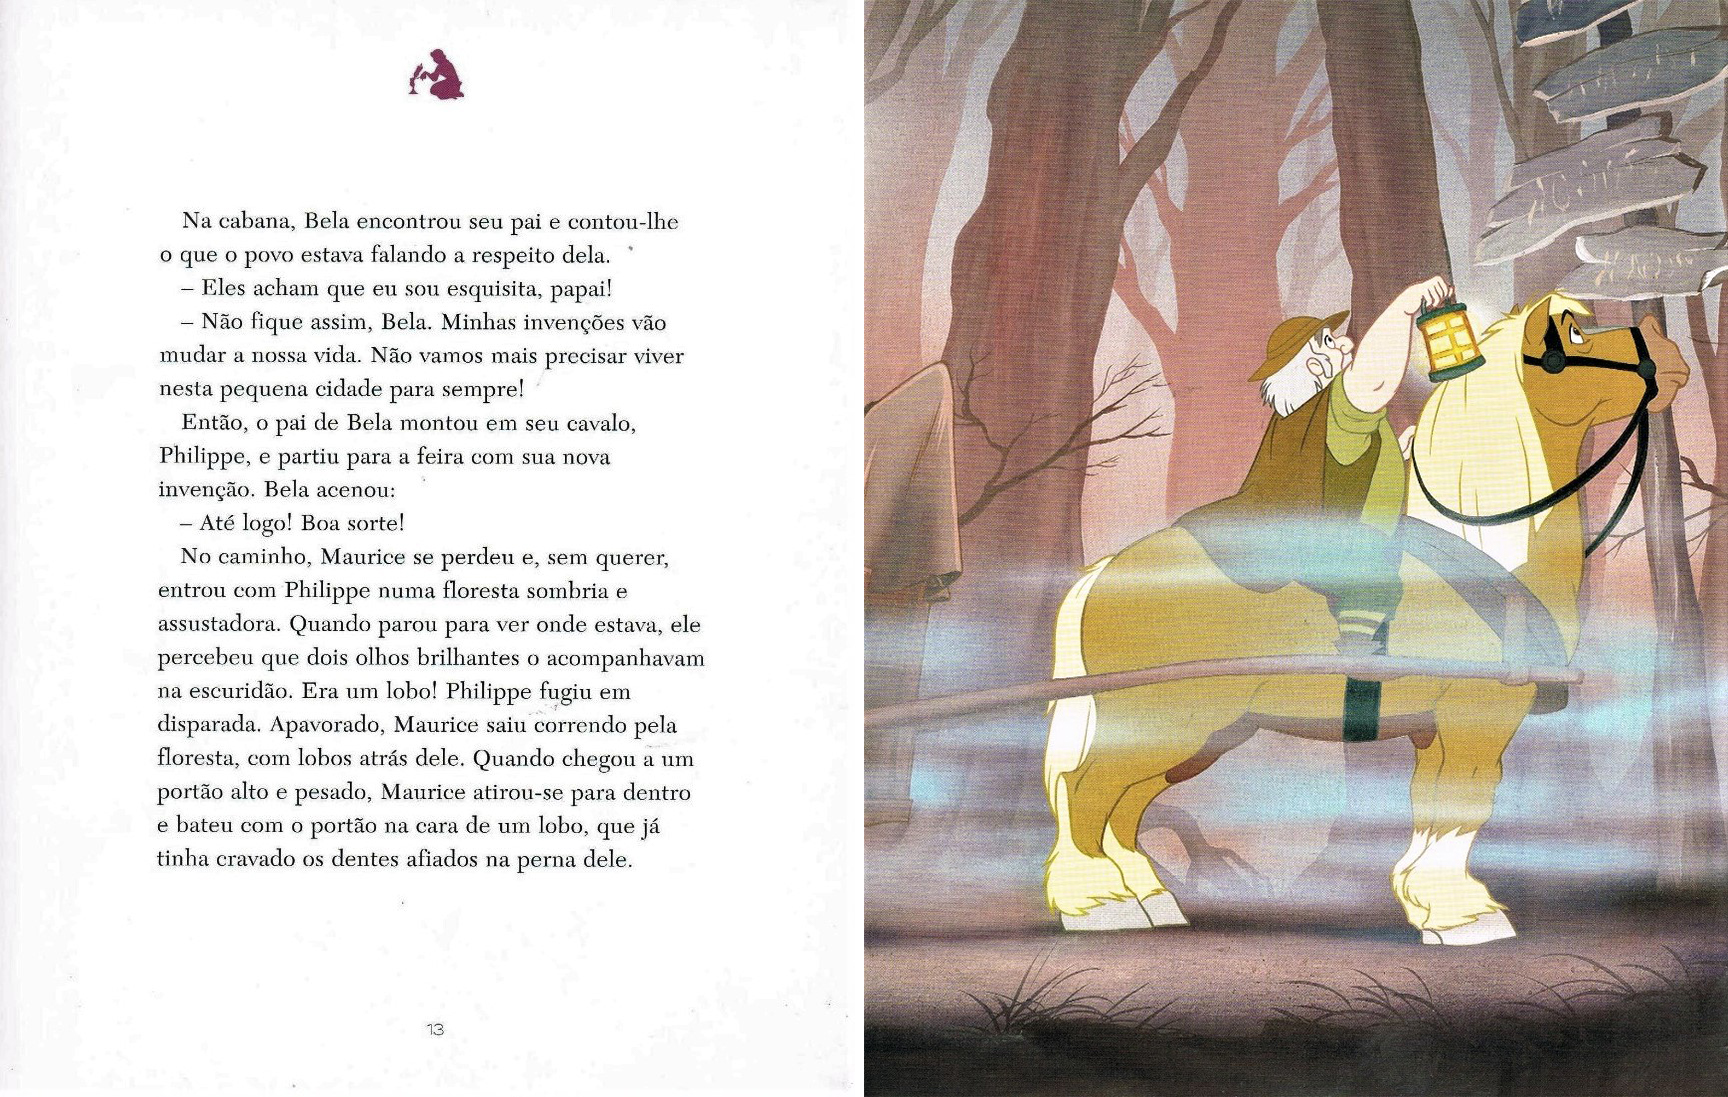 Na cabana, Bela encontrou seu pai e contou-lhe
o que o povo estava falando a respeito dela.
– Eles acham que eu sou esquisita, papai!
– Não fique assim, Bela. Minhas invenções vão
mudar a nossa vida. Não vamos mais precisar viver
nesta pequena cidade para sempre!
Então, o pai de Bela montou em seu cavalo,
Philippe, e partiu para a feira com sua nova
invenção. Bela acenou:
– Até logo! Boa sorte!
No caminho, Maurice se perdeu e, sem querer,
entrou com Philippe numa floresta sombria e
assustadora. Quando parou para ver onde estava, ele
percebeu que dois olhos brilhantes o acompanhavam
na escuridão. Era um lobo! Philippe fugiu em
disparada. Apavorado, Maurice saiu correndo pela
floresta, com lobos atrás dele. Quando chegou a um
portão alto e pesado, Maurice atirou-se para dentro
e bateu com o portão na cara de um lobo, que já
tinha cravado os dentes afiados na perna dele.
13